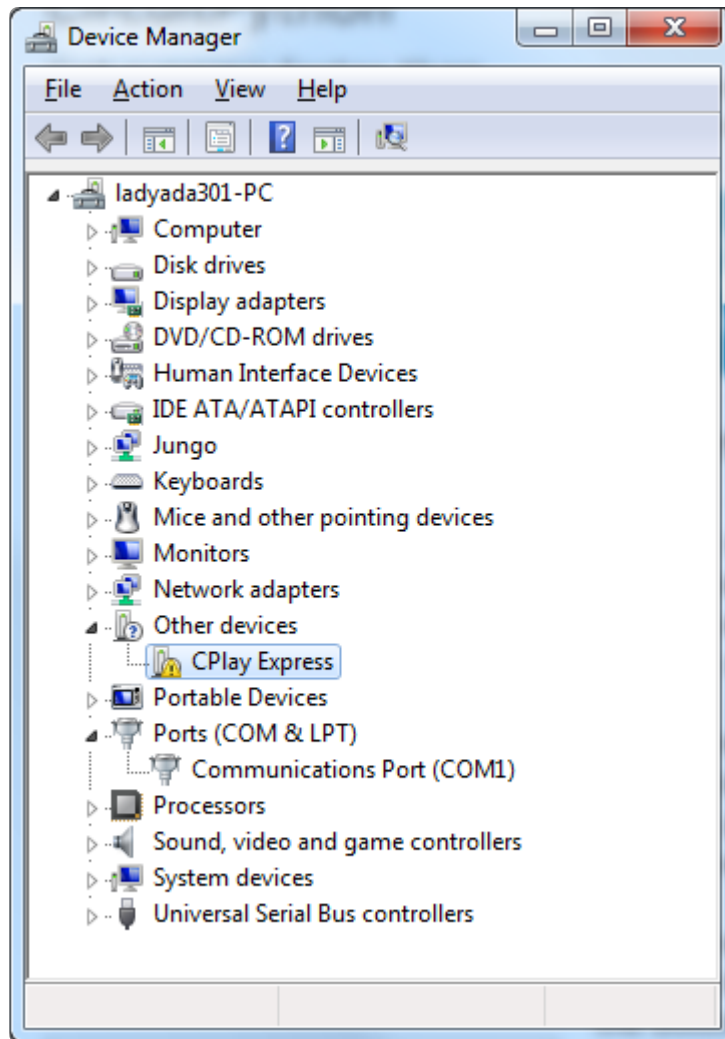 Device Manager
File Action View Help
ladyada301-PC
Computer
Disk drives
Display adapters
DVD/CD-ROM drives
Human Interface Devices
IDE ATA/ATAPI controllers
Jungo
Keyboards
Mice and other pointing devices
Monitors
Network adapters
Other devices
CPlay Express
Portable Devices
Ports (COM & LPT)
Communications Port (COM1)
Processors
Sound, video and game controllers
System devices
Universal Serial Bus controllers